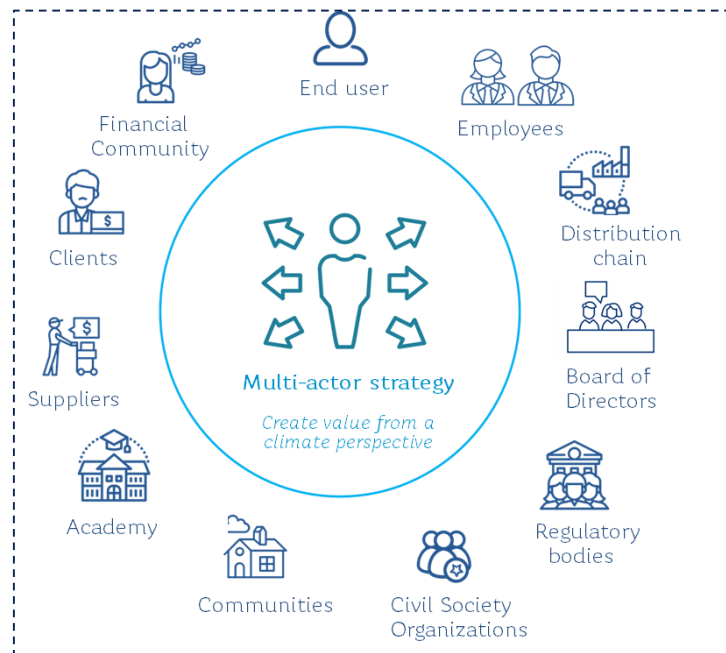 End user
Employees
Distribution
chain
Board of
Directors
Regulatory
bodies
Civil Society
Organizations
Communities
Academy
Suppliers
$
Clients
$
Financial
Community
Multi-actor strategy
Create value from a
climate perspective